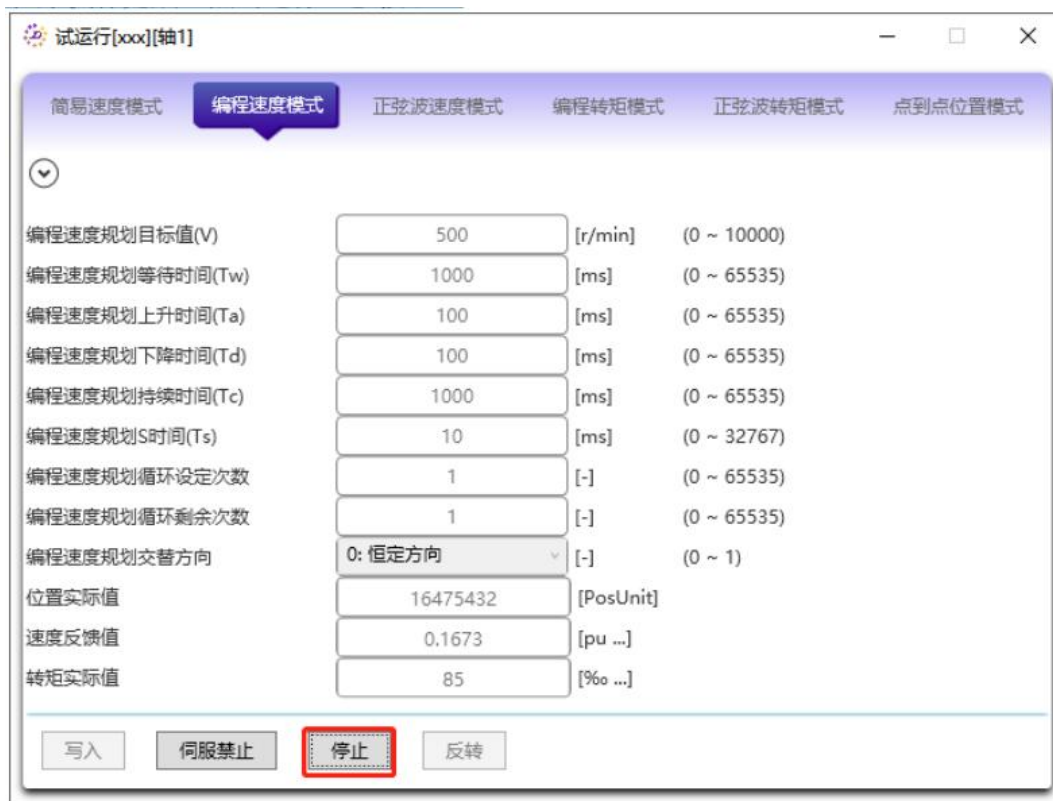 试运行[xxx][轴1]
简易速度模式 编程速度模式 正弦波速度模式 编程转矩模式 正弦波转矩模式 点到点位置模式
编程速度规划目标值(V) 500 [r/min] (0 ~ 10000)
编程速度规划等待时间(Tw) 1000 [ms] (0 ~ 65535)
编程速度规划上升时间(Ta) 100 [ms] (0 ~ 65535)
编程速度规划下降时间(Td) 100 [ms] (0 ~ 65535)
编程速度规划持续时间(Tc) 1000 [ms] (0 ~ 65535)
编程速度规划S时间(Ts) 10 [ms] (0 ~ 32767)
编程速度规划循环设定次数 1 [-] (0 ~ 65535)
编程速度规划循环剩余次数 1 [-] (0 ~ 65535)
编程速度规划交替方向 0: 恒定方向 [-] (0 ~ 1)
位置实际值 16475432 [PosUnit]
速度反馈值 0.1673 [pu ...]
转矩实际值 85 [‰ ...]
写入 伺服禁止 停止 反转